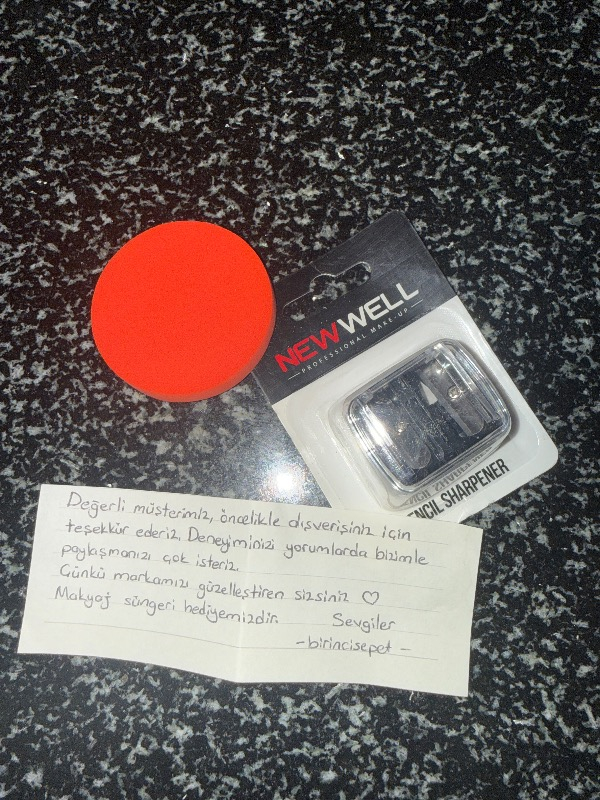 NEWWELL
PROFESSIONAL MAKE-UP
PENCIL SHARPENER
Değerli müşterimiz, öncelikle alışverişiniz için
teşekkür ederiz. Deneyiminizi yorumlarda bizimle
paylaşmanızı çok isteriz.
Çünkü markamızı güzelleştiren sizsiniz ♡
Makyaj süngeri hediyemizdir.
Sevgiler
-birincisepet-